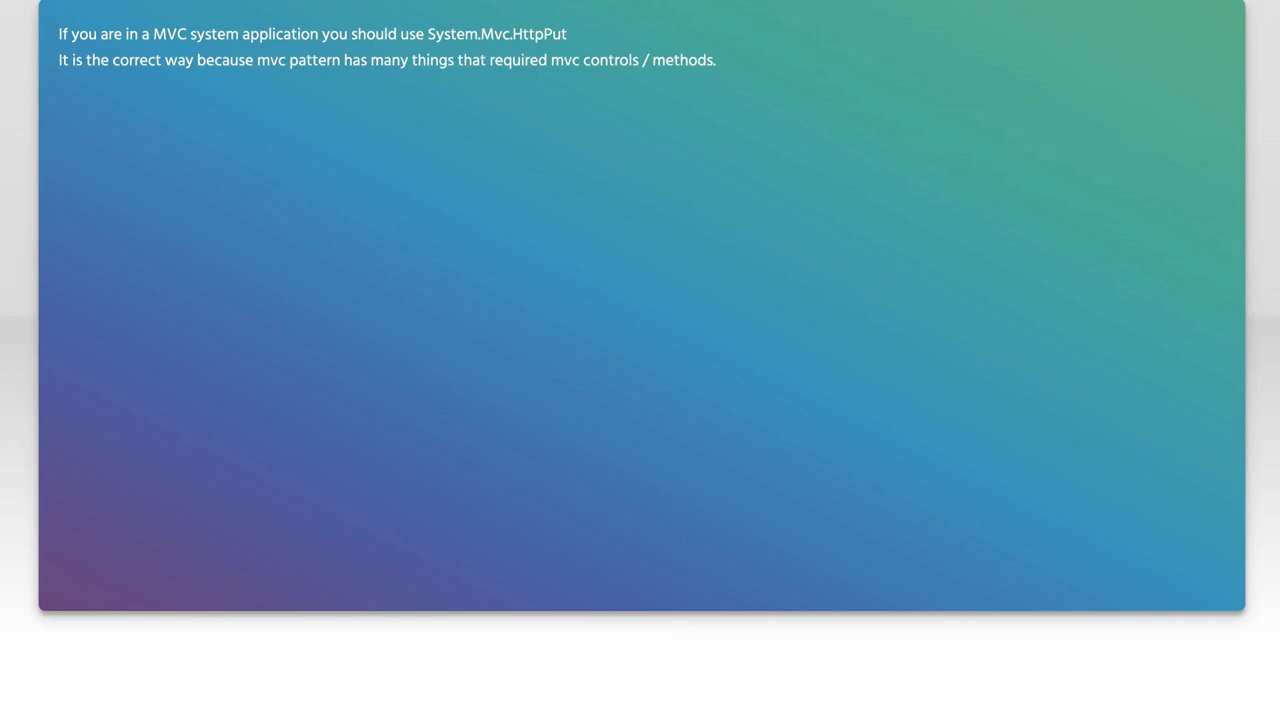 If you are in a MVC system application you should use System.Mvc.HttpPut
It is the correct way because mvc pattern has many things that required mvc controls / methods.